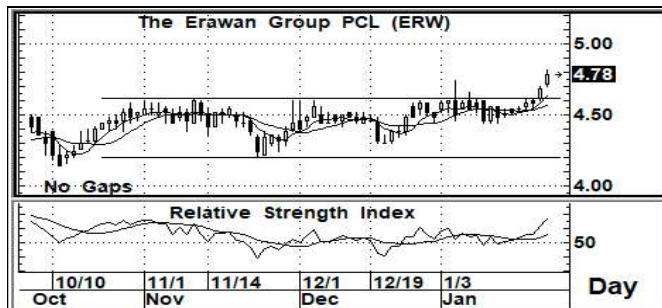 The Erawan Group PCL (ERW)
5.00
4.78
4.50
4.00
No Gaps
Relative Strength Index
50
10/10 11/1 11/14 12/1 12/19 1/3
Oct Nov Dec Jan
Day